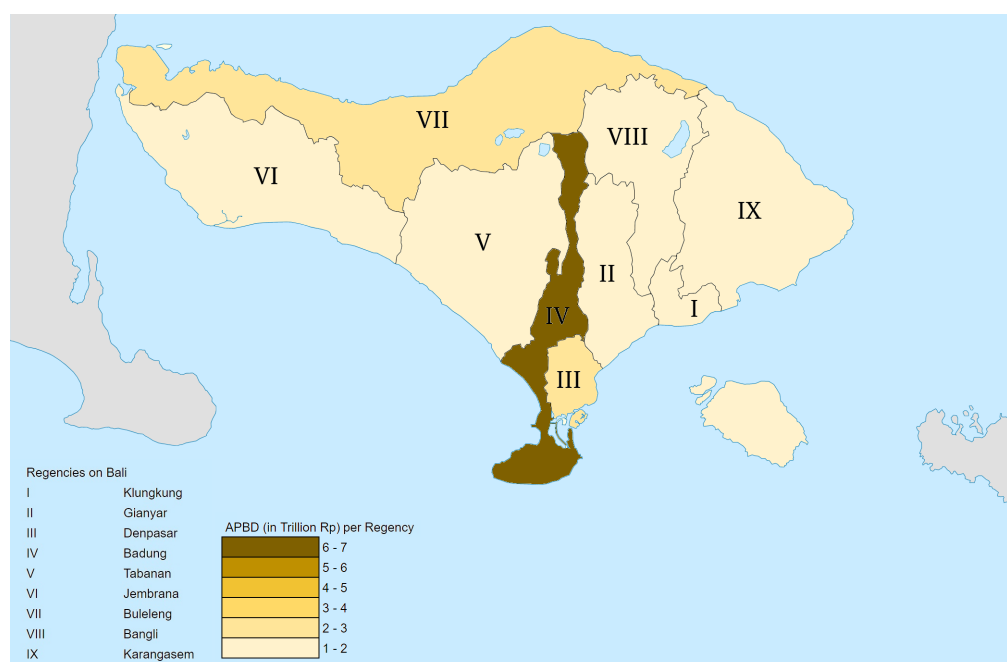 VII
VIII
VI
IX
V
II
I
IV
III
Regencies on Bali
I Klungkung
II Gianyar
III Denpasar
IV Badung
V Tabanan
VI Jembrana
VII Buleleng
VIII Bangli
IX Karangasem
APBD (in Trillion Rp) per Regency
6 - 7
5 - 6
4 - 5
3 - 4
2 - 3
1 - 2